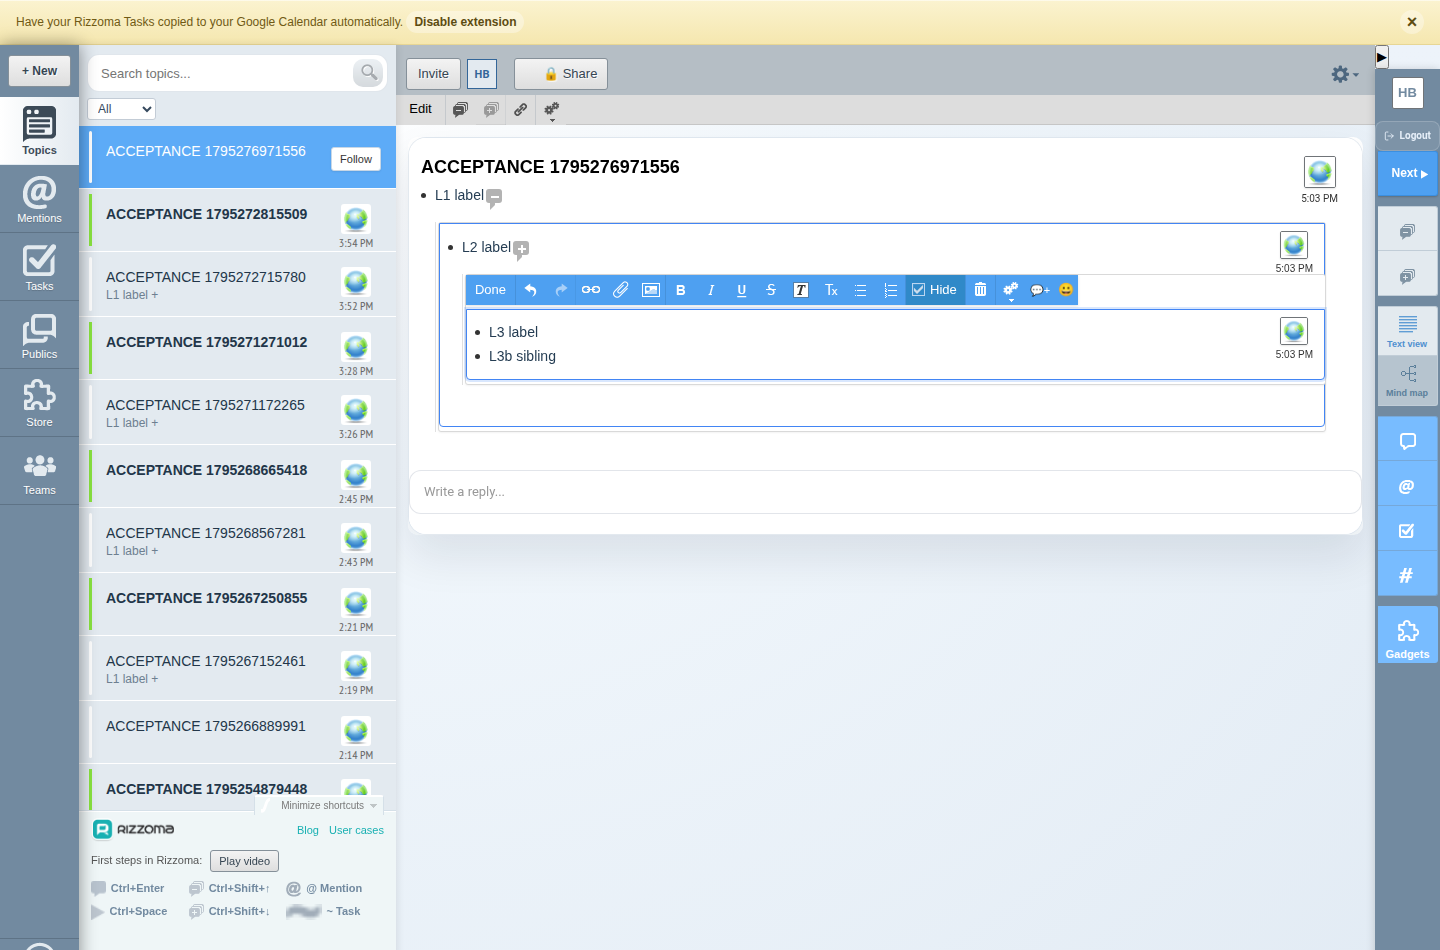 Have your Rizzoma Tasks copied to your Google Calendar automatically. Disable extension ×
+ New
Topics
Mentions
Tasks
Publics
Store
Teams
Search topics...
All
ACCEPTANCE 1795276971556 Follow
ACCEPTANCE 1795272815509
3:54 PM
ACCEPTANCE 1795272715780
L1 label +
3:52 PM
ACCEPTANCE 1795271271012
3:28 PM
ACCEPTANCE 1795271172265
L1 label +
3:26 PM
ACCEPTANCE 1795268665418
2:45 PM
ACCEPTANCE 1795268567281
L1 label +
2:43 PM
ACCEPTANCE 1795267250855
2:21 PM
ACCEPTANCE 1795267152461
L1 label +
2:19 PM
ACCEPTANCE 1795266889991
2:14 PM
ACCEPTANCE 1795254879448
Minimize shortcuts
RIZZOMA Blog User cases
First steps in Rizzoma: Play video
Ctrl+Enter Ctrl+Shift+↑ @ Mention
Ctrl+Space Ctrl+Shift+↓ ~ Task
Invite HB 🔒 Share
Edit
ACCEPTANCE 1795276971556
5:03 PM
• L1 label
• L2 label
5:03 PM
Done B I U S T Tx Hide 💬+ 😀
• L3 label
• L3b sibling
5:03 PM
Write a reply...
▶
HB
Logout
Next ▶
Text view
Mind map
@
#
Gadgets